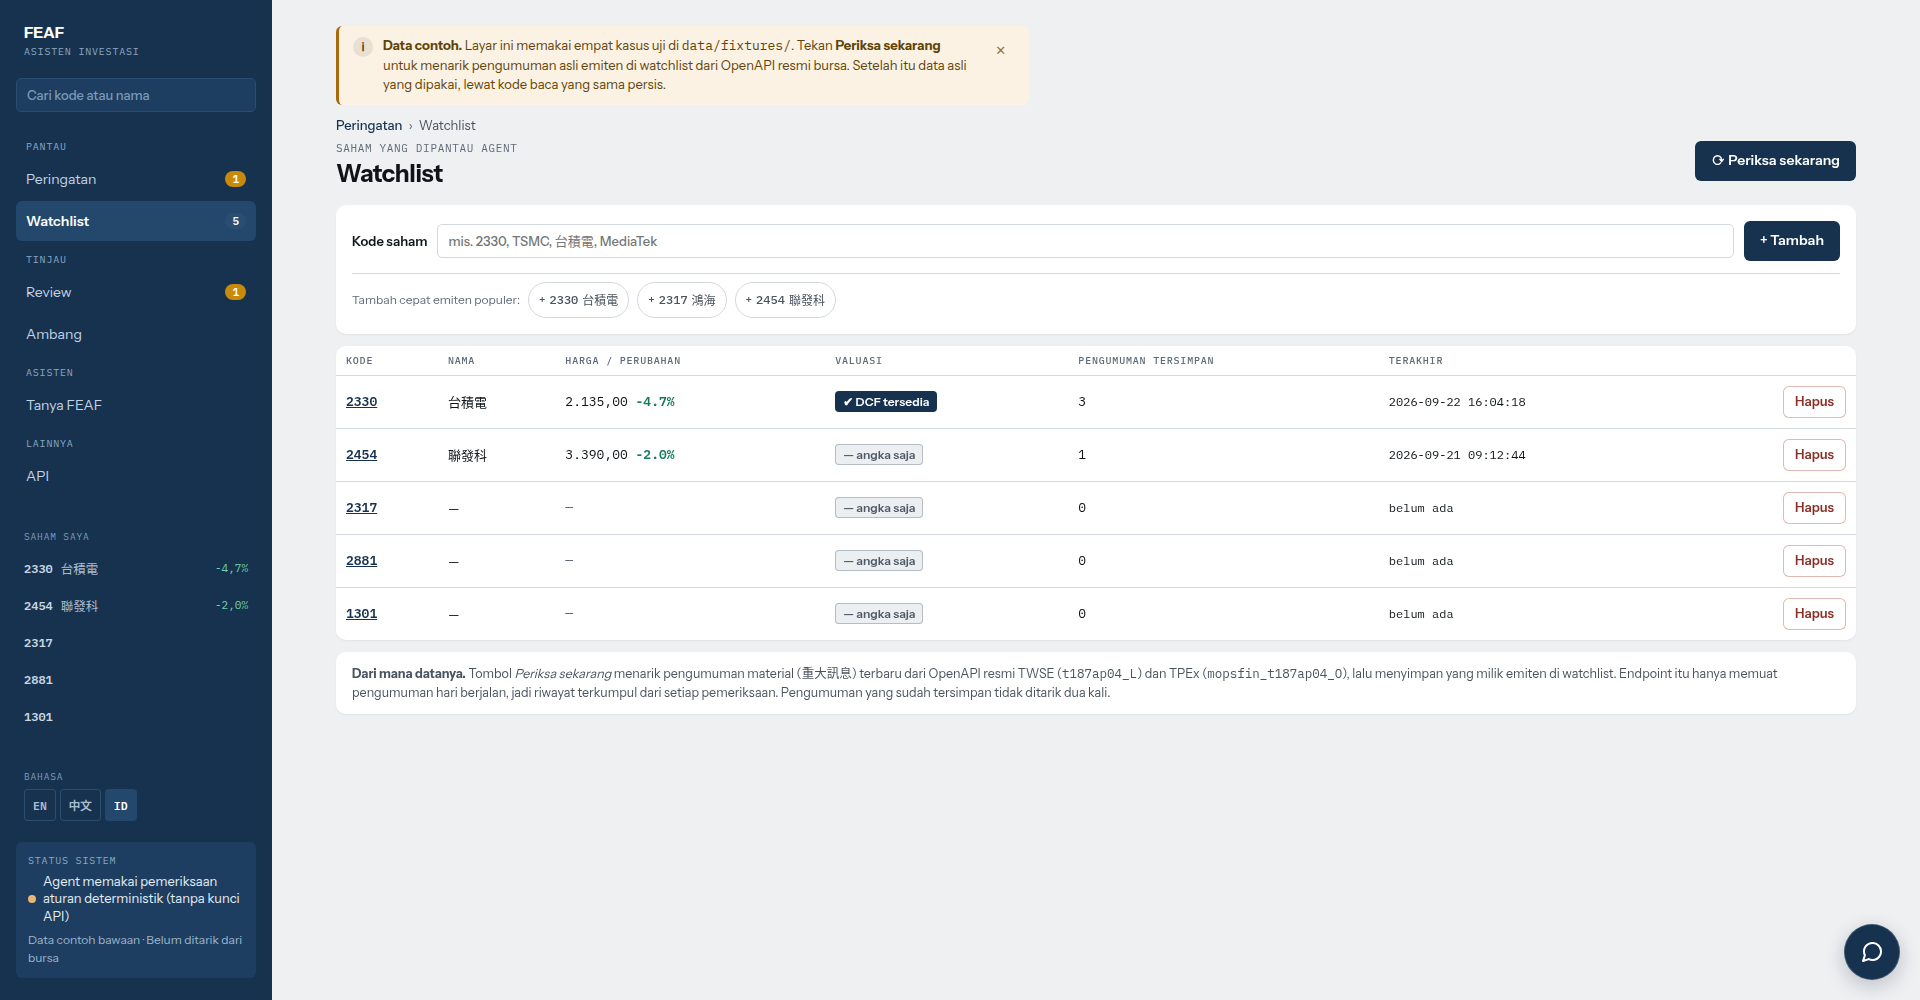 FEAF
ASISTEN INVESTASI
Cari kode atau nama
PANTAU
Peringatan 1
Watchlist 5
TINJAU
Review 1
Ambang
ASISTEN
Tanya FEAF
LAINNYA
API
SAHAM SAYA
2330 台積電 -4,7%
2454 聯發科 -2,0%
2317
2881
1301
BAHASA
EN 中文 ID
STATUS SISTEM
Agent memakai pemeriksaan
aturan deterministik (tanpa kunci
API)
Data contoh bawaan · Belum ditarik dari
bursa
i Data contoh. Layar ini memakai empat kasus uji di data/fixtures/. Tekan Periksa sekarang ×
untuk menarik pengumuman asli emiten di watchlist dari OpenAPI resmi bursa. Setelah itu data asli
yang dipakai, lewat kode baca yang sama persis.
Peringatan › Watchlist
SAHAM YANG DIPANTAU AGENT
Watchlist
⟳ Periksa sekarang
Kode saham mis. 2330, TSMC, 台積電, MediaTek + Tambah
Tambah cepat emiten populer: + 2330 台積電 + 2317 鴻海 + 2454 聯發科
KODE NAMA HARGA / PERUBAHAN VALUASI PENGUMUMAN TERSIMPAN TERAKHIR
2330 台積電 2.135,00 -4.7% ✔ DCF tersedia 3 2026-09-22 16:04:18 Hapus
2454 聯發科 3.390,00 -2.0% — angka saja 1 2026-09-21 09:12:44 Hapus
2317 — — — angka saja 0 belum ada Hapus
2881 — — — angka saja 0 belum ada Hapus
1301 — — — angka saja 0 belum ada Hapus
Dari mana datanya. Tombol Periksa sekarang menarik pengumuman material (重大訊息) terbaru dari OpenAPI resmi TWSE (t187ap04_L) dan TPEx (mopsfin_t187ap04_O), lalu menyimpan yang milik emiten di watchlist. Endpoint itu hanya memuat
pengumuman hari berjalan, jadi riwayat terkumpul dari setiap pemeriksaan. Pengumuman yang sudah tersimpan tidak ditarik dua kali.